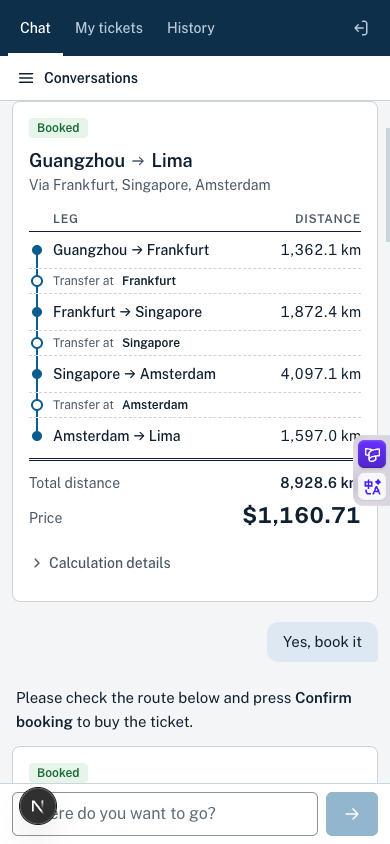 Chat My tickets History
Conversations
Booked
Guangzhou → Lima
Via Frankfurt, Singapore, Amsterdam
LEG DISTANCE
Guangzhou → Frankfurt 1,362.1 km
Transfer at Frankfurt
Frankfurt → Singapore 1,872.4 km
Transfer at Singapore
Singapore → Amsterdam 4,097.1 km
Transfer at Amsterdam
Amsterdam → Lima 1,597.0 km
Total distance 8,928.6
Price $1,160.71
Calculation details
Yes, book it
Please check the route below and press Confirm
booking to buy the ticket.
Booked
N
do you want to go?